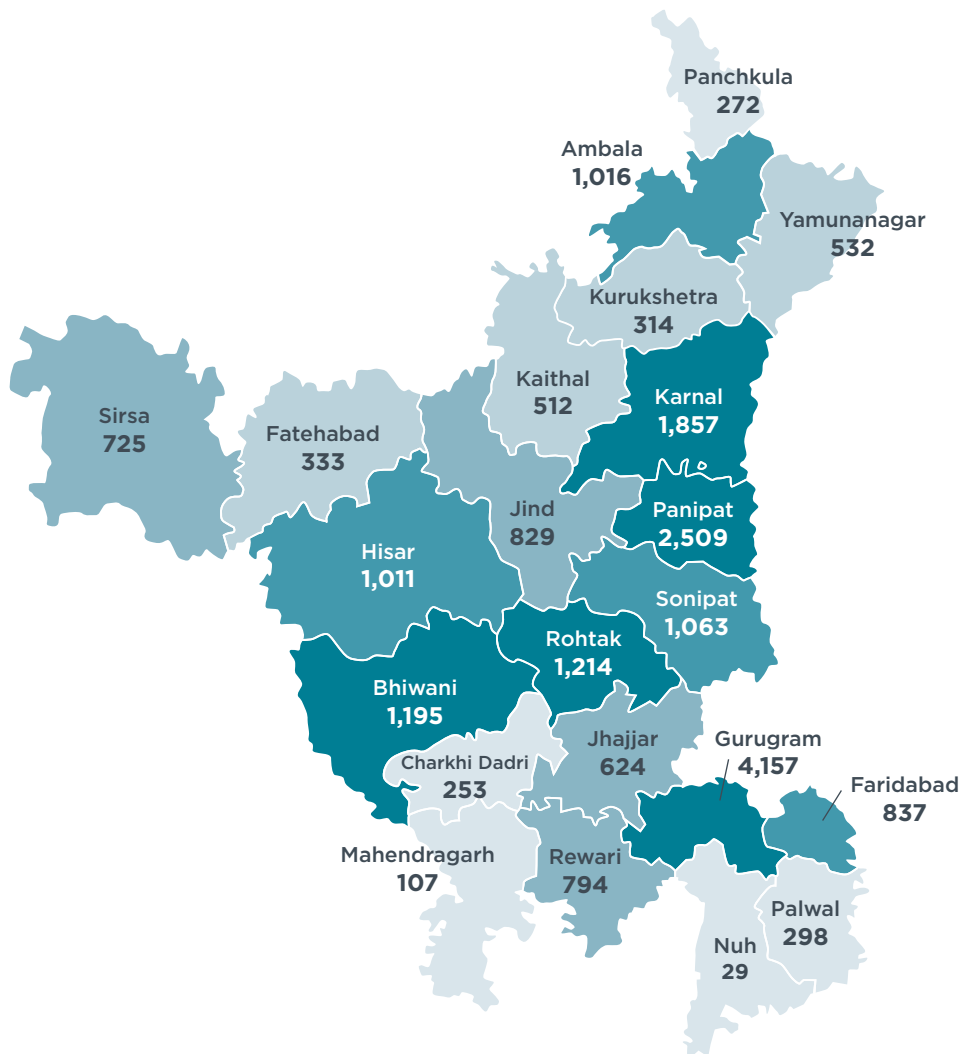 Panchkula
272
Ambala
1,016
Yamunanagar
532
Kurukshetra
314
Kaithal
512
Karnal
1,857
Sirsa
725
Fatehabad
333
Jind
829
Panipat
2,509
Hisar
1,011
Sonipat
1,063
Rohtak
1,214
Bhiwani
1,195
Jhajjar
624
Gurugram
4,157
Charkhi Dadri
253
Faridabad
837
Mahendragarh
107
Rewari
794
Palwal
298
Nuh
29